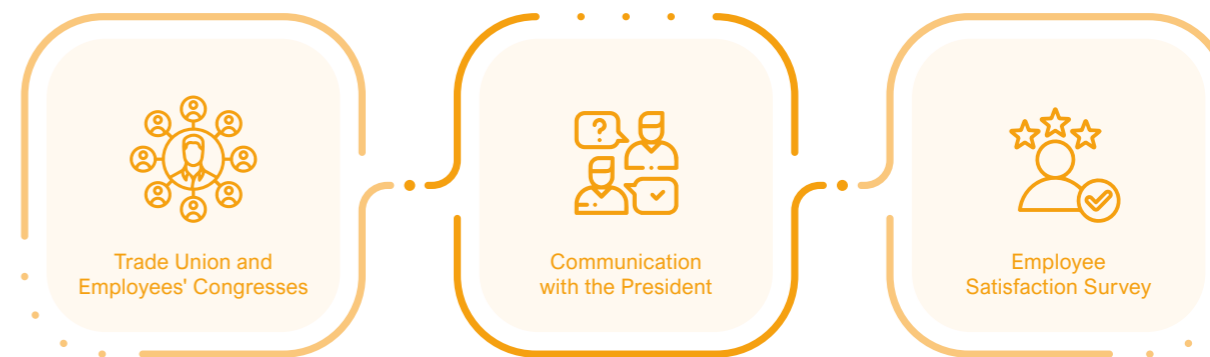 Trade Union and
Employees' Congresses
Communication
with the President
Employee
Satisfaction Survey